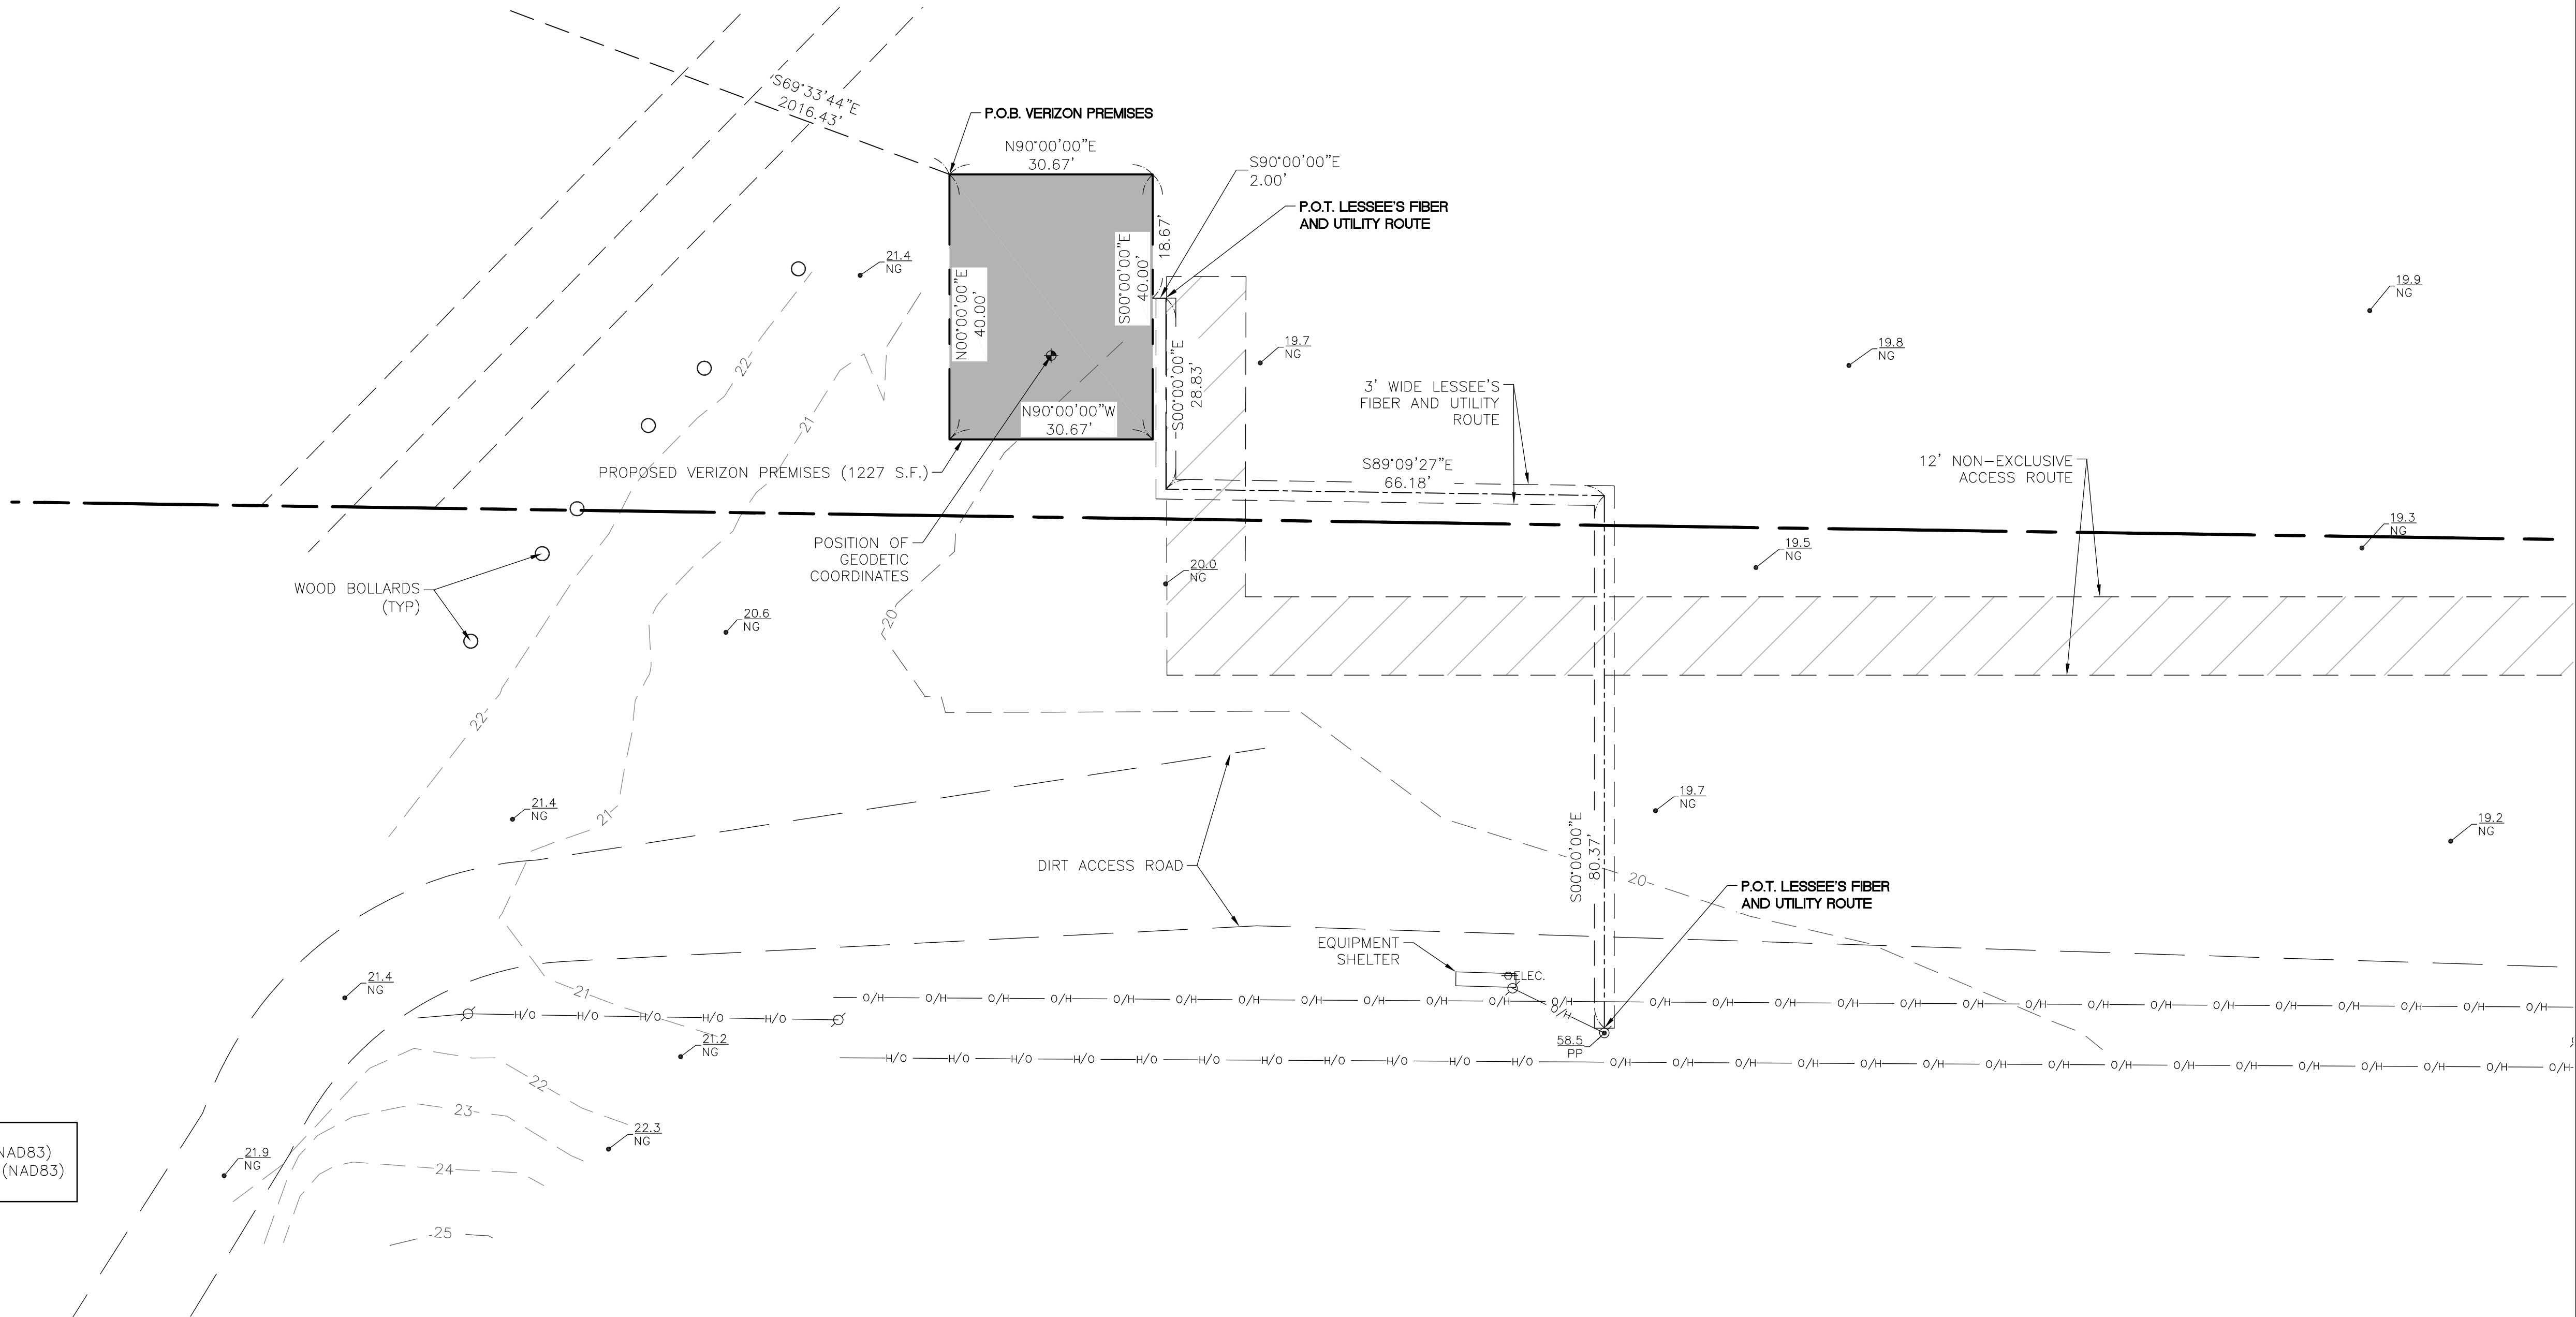 S69°33'44"E
2016.43'
P.O.B. VERIZON PREMISES
N90°00'00"E
30.67'
S90°00'00"E
2.00'
P.O.T. LESSEE'S FIBER
AND UTILITY ROUTE
18.67'
S00°00'00"E
40.00'
N00°00'00"E
40.00'
21.4
NG
19.9
NG
19.7
NG
19.8
NG
22
21
S00°00'00"E
28.83'
3' WIDE LESSEE'S
FIBER AND UTILITY
ROUTE
N90°00'00"W
30.67'
PROPOSED VERIZON PREMISES (1227 S.F.)
S89°09'27"E
66.18'
12' NON-EXCLUSIVE
ACCESS ROUTE
POSITION OF
GEODETIC
COORDINATES
19.3
NG
19.5
NG
20.0
NG
WOOD BOLLARDS
(TYP)
20.6
NG
20
22
21.4
NG
21
19.7
NG
19.2
NG
DIRT ACCESS ROAD
S00°00'00"E
80.37'
20
P.O.T. LESSEE'S FIBER
AND UTILITY ROUTE
EQUIPMENT
SHELTER
ELEC.
21.4
NG
21
O/H O/H O/H O/H O/H O/H O/H O/H O/H O/H O/H O/H O/H O/H O/H O/H O/H O/H O/H O/H O/H O/H O/H O/H O/H O/H O/H
O/H
H/O H/O H/O H/O H/O
21.2
NG
58.5
PP
H/O H/O H/O H/O H/O H/O H/O H/O H/O H/O H/O O/H O/H O/H O/H O/H O/H O/H O/H O/H O/H O/H O/H O/H O/H O/H O/H
22
23
22.3
NG
21.9
NG
24
25
NAD83)
(NAD83)